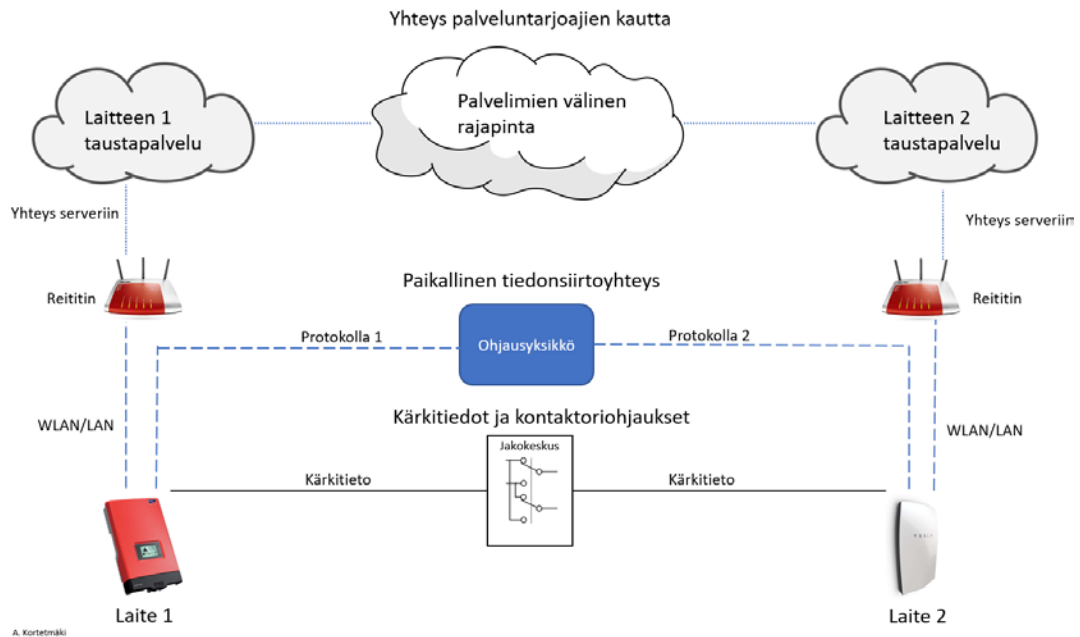 Yhteys palveluntarjoajien kautta
Laitteen 1
taustapalvelu
Palvelimien välinen
rajapinta
Laitteen 2
taustapalvelu
Yhteys serveriin
Yhteys serveriin
Reititin
Paikallinen tiedonsiirtoyhteys
Reititin
Protokolla 1
Ohjausyksikkö
Protokolla 2
WLAN/LAN
Kärkitiedot ja kontaktoriohjaukset
WLAN/LAN
Jakokeskus
Kärkitieto
Kärkitieto
TESLA
Laite 1
Laite 2
A. Kortetmäki